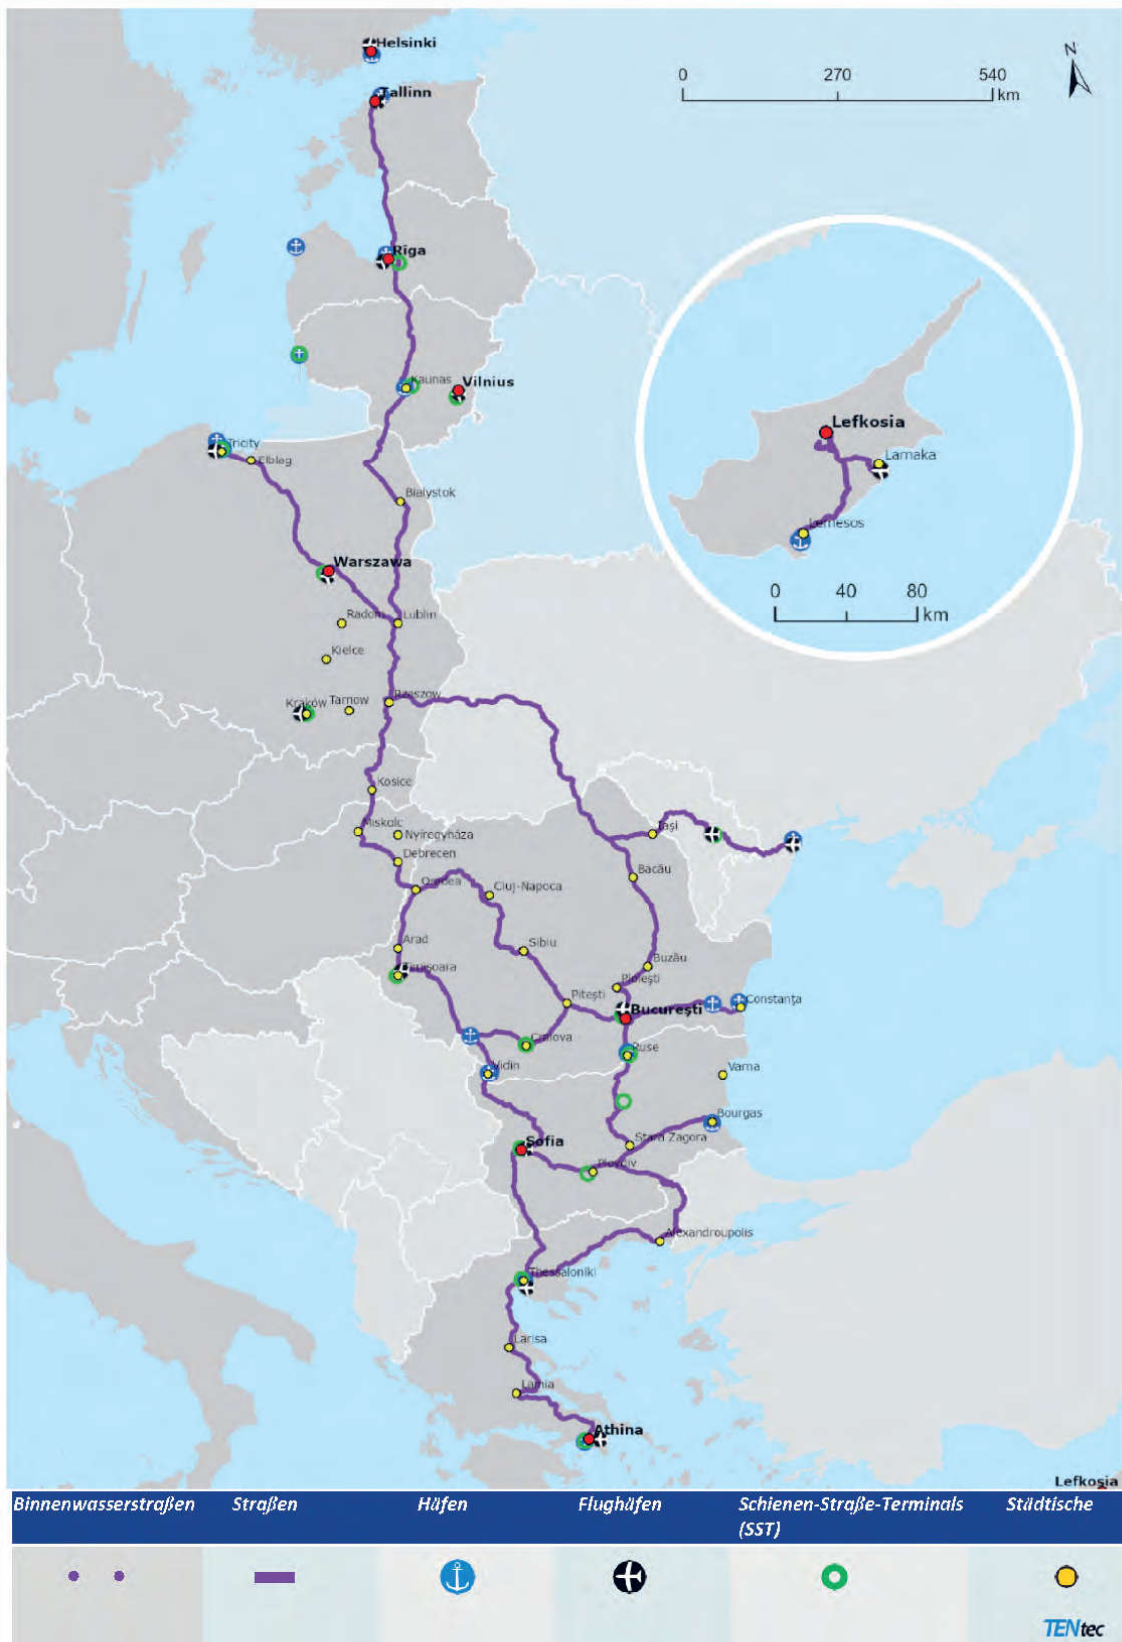 Helsinki
N
0 270 540
km
Tallinn
Rīga
Kaunas
Vilnius
Tricity
Elbląg
Lefkosia
Larnaka
Lemesos
0 40 80
km
Bialystok
Warszawa
Radom
Lublin
Kielce
Rzeszow
Kraków Tarnow
Kosice
Miskolc
Nyíregyháza
Debrecen
Iași
Oradea
Cluj-Napoca
Bacău
Arad
Sibiu
Timișoara
Buzău
Ploiești
Pitești
București
Constanța
Craiova
Ruse
Vidin
Varna
Bourgas
Sofia
Stara Zagora
Plovdiv
Alexandroupolis
Thessaloniki
Larisa
Lamia
Athina
Lefkosia
Binnenwasserstraßen Straßen Häfen Flughäfen Schienen-Straße-Terminals Städtische
(SST)
TENtec